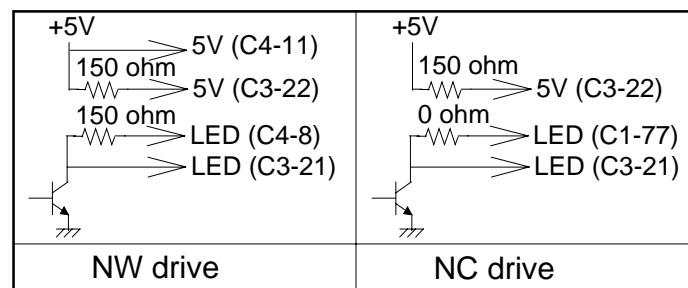 +5V
5V (C4-11)
150 ohm
5V (C3-22)
150 ohm
LED (C4-8)
LED (C3-21)
NW drive
+5V
150 ohm
5V (C3-22)
0 ohm
LED (C1-77)
LED (C3-21)
NC drive